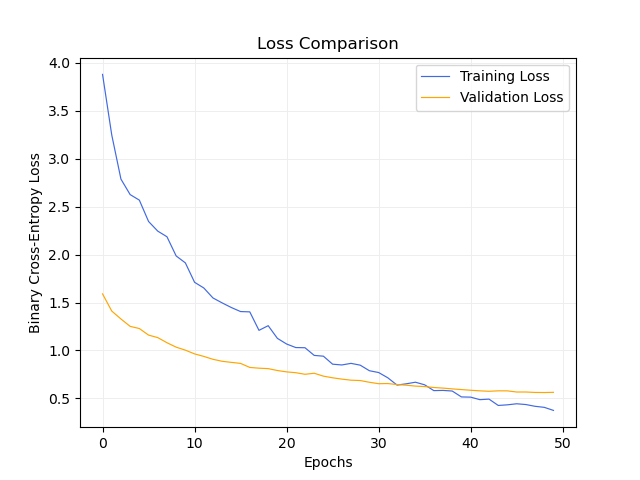 Loss Comparison
Training Loss
Validation Loss
Binary Cross-Entropy Loss
4.0
3.5
3.0
2.5
2.0
1.5
1.0
0.5
0 10 20 30 40 50
Epochs